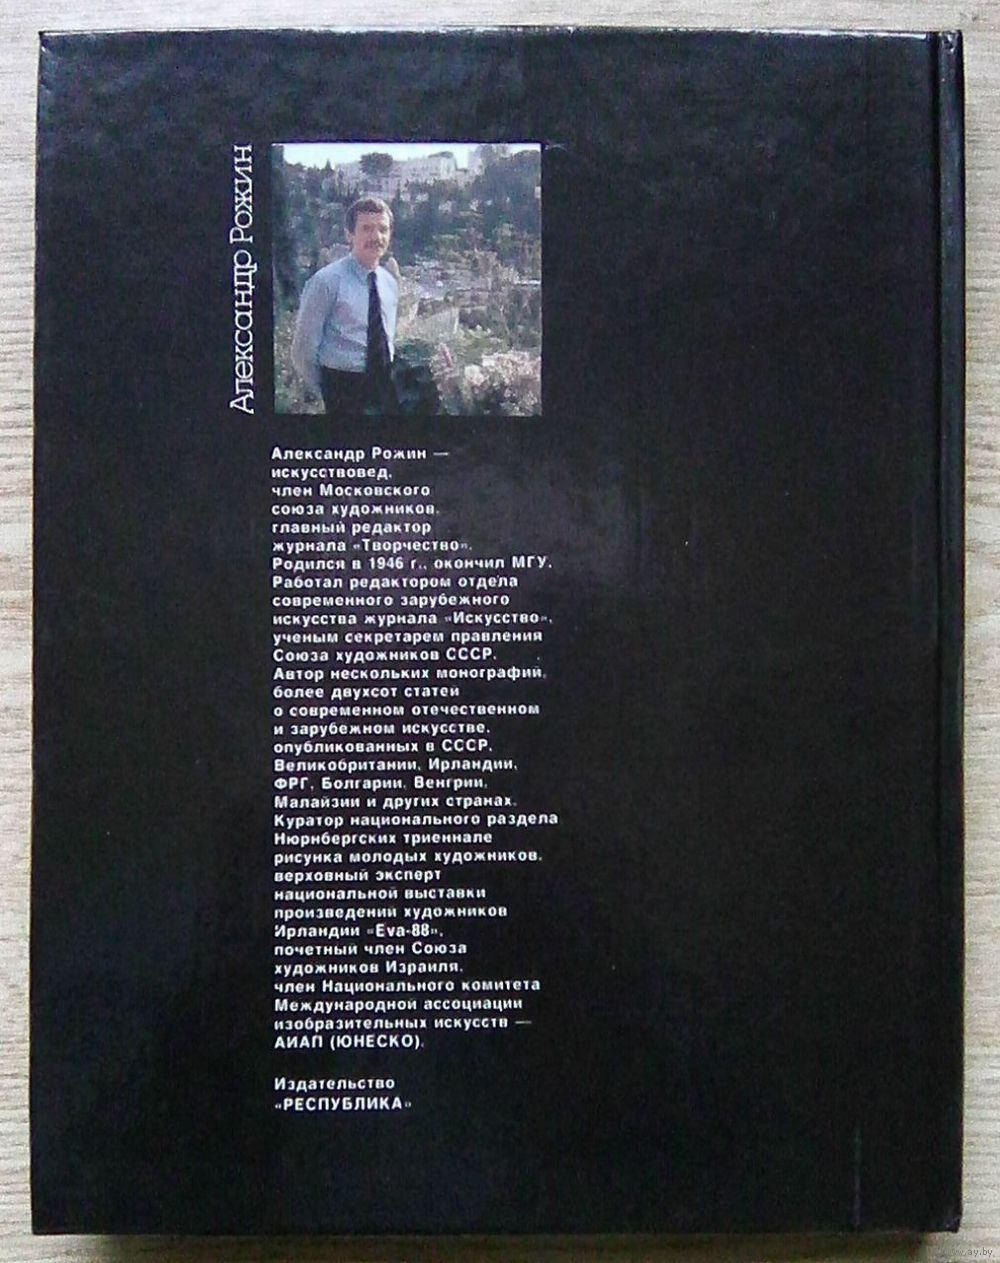 Александр Рожин
Александр Рожин —
искусствовед,
член Московского
союза художников,
главный редактор
журнала «Творчество».
Родился в 1946 г., окончил МГУ.
Работал редактором отдела
современного зарубежного
искусства журнала «Искусство»,
ученым секретарем правления
Союза художников СССР.
Автор нескольких монографий,
более двухсот статей
о современном отечественном
и зарубежном искусстве,
опубликованных в СССР,
Великобритании, Ирландии,
ФРГ, Болгарии, Венгрии,
Малайзии и других странах.
Куратор национального раздела
Нюрнбергских триеннале
рисунка молодых художников,
верховный эксперт
национальной выставки
произведений художников
Ирландии «Eva-88»,
почетный член Союза
художников Израиля,
член Национального комитета
Международной ассоциации
изобразительных искусств —
АИАП (ЮНЕСКО).
Издательство
«РЕСПУБЛИКА»
www.ay.by